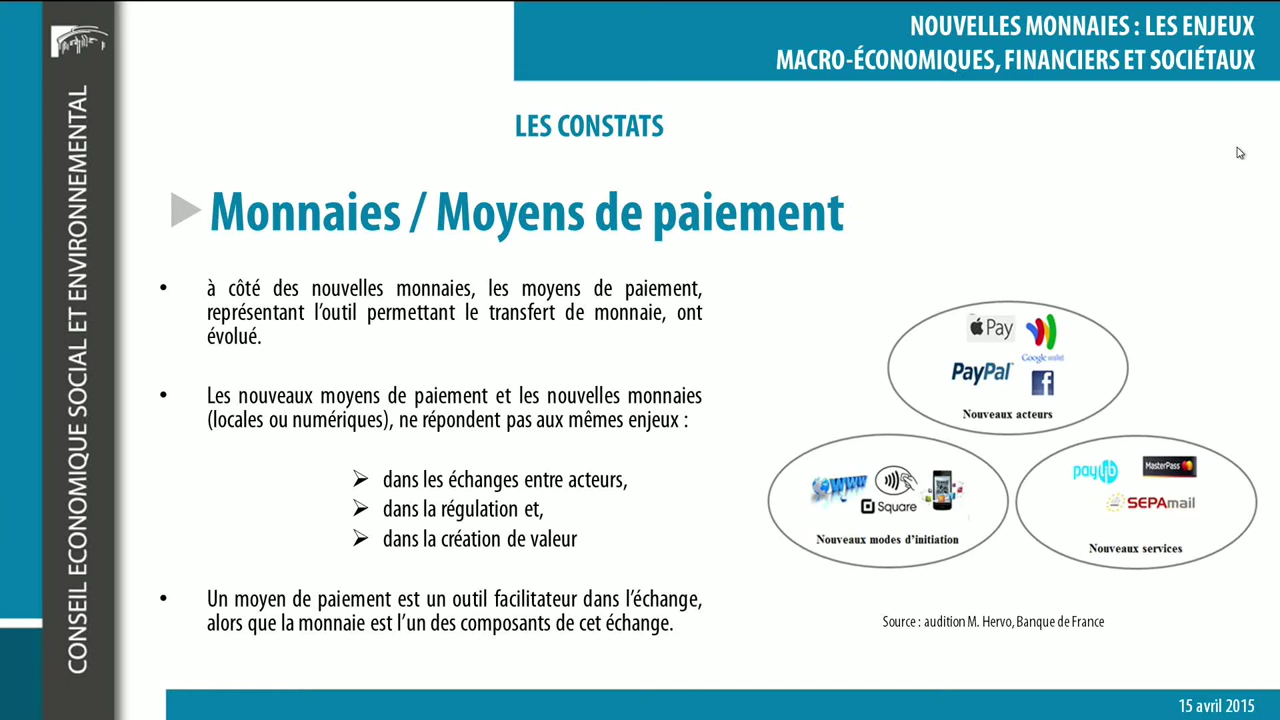 NOUVELLES MONNAIES : LES ENJEUX
MACRO-ÉCONOMIQUES, FINANCIERS ET SOCIÉTAUX
CONSEIL ECONOMIQUE SOCIAL ET ENVIRONNEMENTAL
LES CONSTATS
Monnaies / Moyens de paiement
• à côté des nouvelles monnaies, les moyens de paiement,
représentant l'outil permettant le transfert de monnaie, ont
évolué.
• Les nouveaux moyens de paiement et les nouvelles monnaies
(locales ou numériques), ne répondent pas aux mêmes enjeux :
➢ dans les échanges entre acteurs,
➢ dans la régulation et,
➢ dans la création de valeur
• Un moyen de paiement est un outil facilitateur dans l'échange,
alors que la monnaie est l'un des composants de cet échange.
Pay
Google wallet
PayPal
f
Nouveaux acteurs
www
Square
Nouveaux modes d'initiation
paylib
MasterPass
SEPAmail
Nouveaux services
Source : audition M. Hervo, Banque de France
15 avril 2015